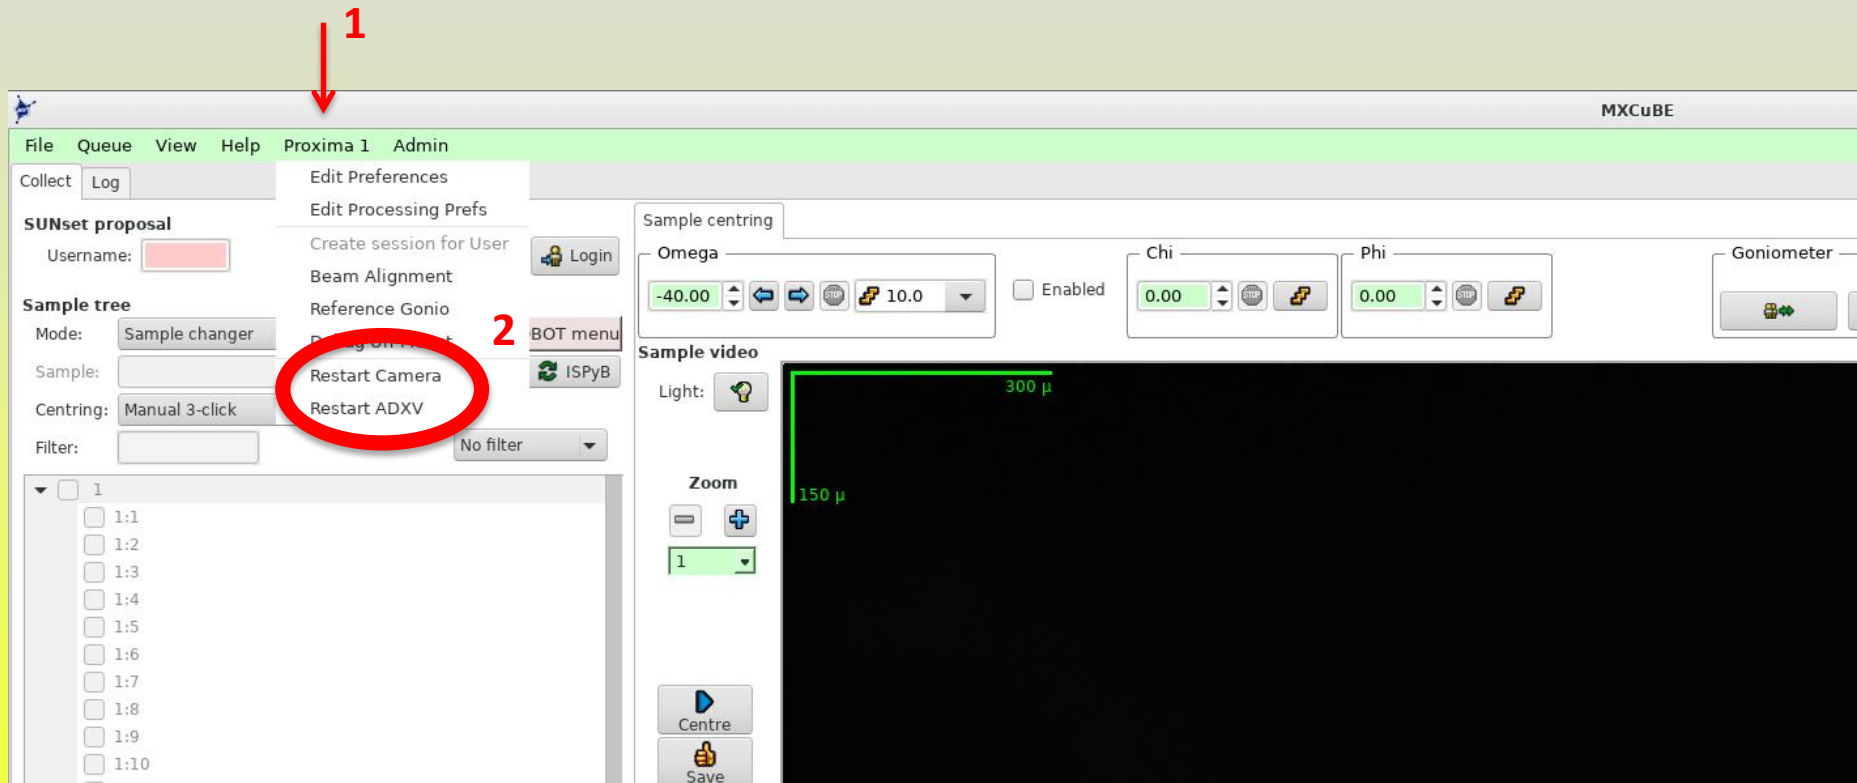 1
MXCuBE
File Queue View Help Proxima 1 Admin
Collect Log
Edit Preferences
Edit Processing Prefs
Create session for User
Beam Alignment
Reference Gonio
2
Restart Camera
Restart ADXV
SUNset proposal
Username:
Login
Sample tree
Mode: Sample changer
BOT menu
Sample:
ISPyB
Centring: Manual 3-click
Filter:
No filter
1
1:1
1:2
1:3
1:4
1:5
1:6
1:7
1:8
1:9
1:10
Sample centring
Omega
-40.00 STOP 10.0
Enabled
Chi
0.00 STOP
Phi
0.00 STOP
Goniometer
Sample video
Light:
300 µ
150 µ
Zoom
1
Centre
Save